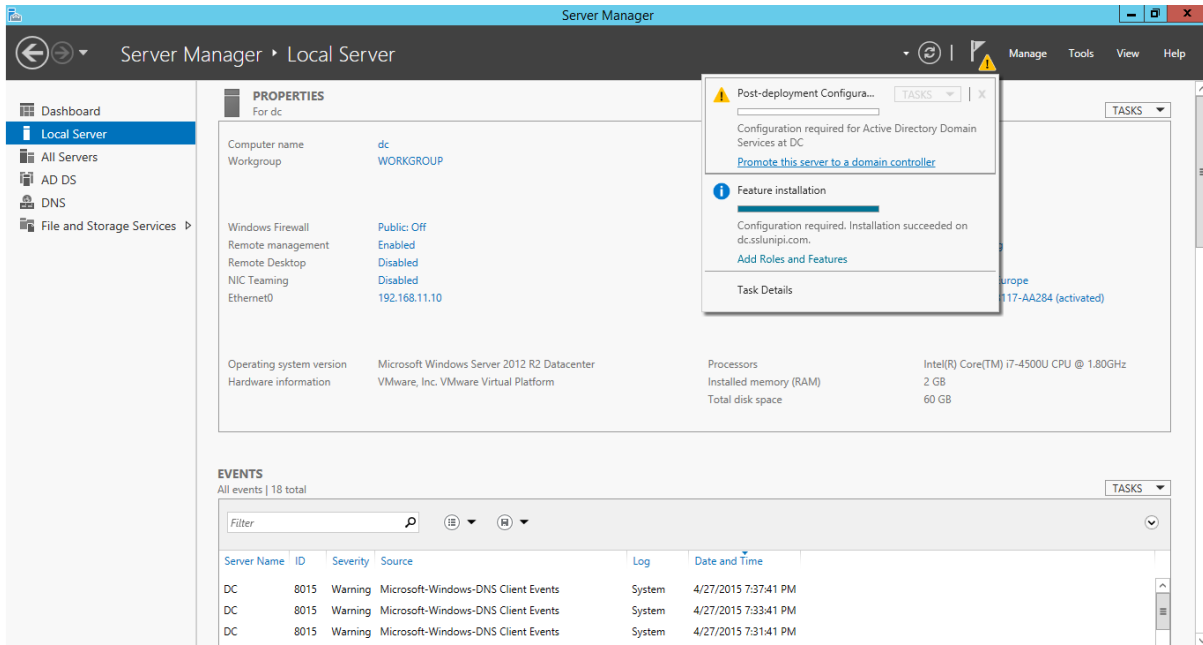 Server Manager
Server Manager • Local Server
Manage Tools View Help
Dashboard
Local Server
All Servers
AD DS
DNS
File and Storage Services
PROPERTIES
For dc
TASKS
Computer name dc
Workgroup WORKGROUP
Windows Firewall Public: Off
Remote management Enabled
Remote Desktop Disabled
NIC Teaming Disabled
Ethernet0 192.168.11.10
Operating system version Microsoft Windows Server 2012 R2 Datacenter
Hardware information VMware, Inc. VMware Virtual Platform
Post-deployment Configura... TASKS X
Configuration required for Active Directory Domain
Services at DC
Promote this server to a domain controller
Feature installation
Configuration required. Installation succeeded on
dc.sslunipi.com.
Add Roles and Features
Task Details
117-AA284 (activated)
Processors Intel(R) Core(TM) i7-4500U CPU @ 1.80GHz
Installed memory (RAM) 2 GB
Total disk space 60 GB
EVENTS
All events | 18 total
TASKS
Filter
Server Name ID Severity Source Log Date and Time
DC 8015 Warning Microsoft-Windows-DNS Client Events System 4/27/2015 7:37:41 PM
DC 8015 Warning Microsoft-Windows-DNS Client Events System 4/27/2015 7:33:41 PM
DC 8015 Warning Microsoft-Windows-DNS Client Events System 4/27/2015 7:31:41 PM